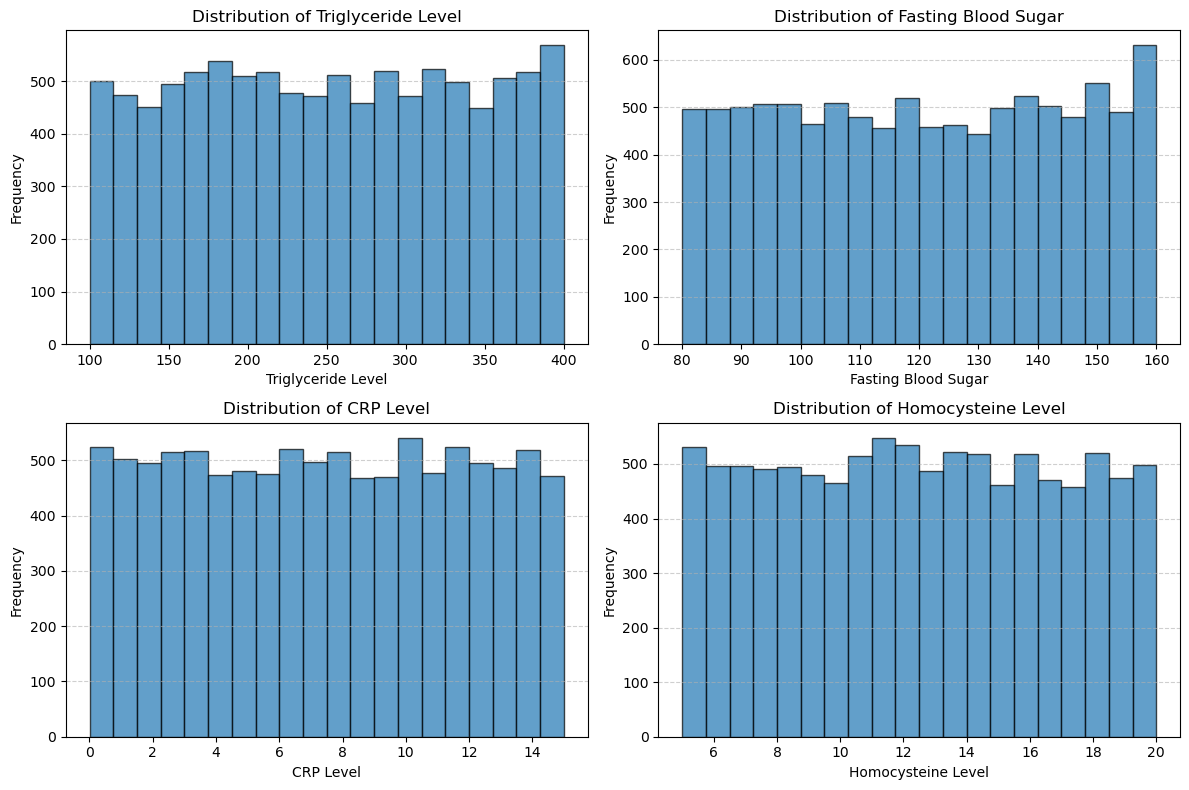 Distribution of Triglyceride Level
Frequency
500
400
300
200
100
0
100 150 200 250 300 350 400
Triglyceride Level
Distribution of Fasting Blood Sugar
Frequency
600
500
400
300
200
100
0
80 90 100 110 120 130 140 150 160
Fasting Blood Sugar
Distribution of CRP Level
Frequency
500
400
300
200
100
0
0 2 4 6 8 10 12 14
CRP Level
Distribution of Homocysteine Level
Frequency
500
400
300
200
100
0
6 8 10 12 14 16 18 20
Homocysteine Level